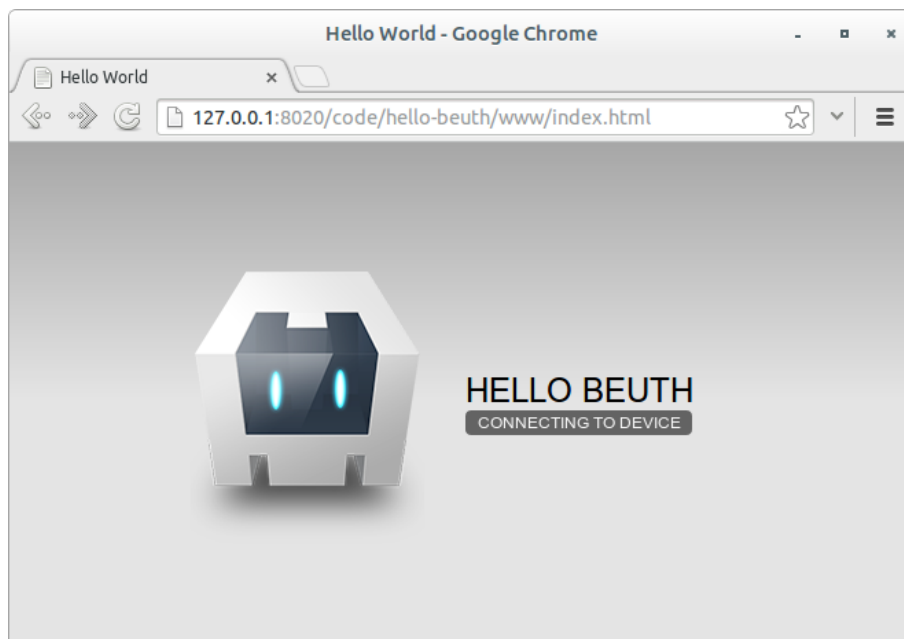 Hello World - Google Chrome
Hello World
127.0.0.1:8020/code/hello-beuth/www/index.html
HELLO BEUTH
CONNECTING TO DEVICE